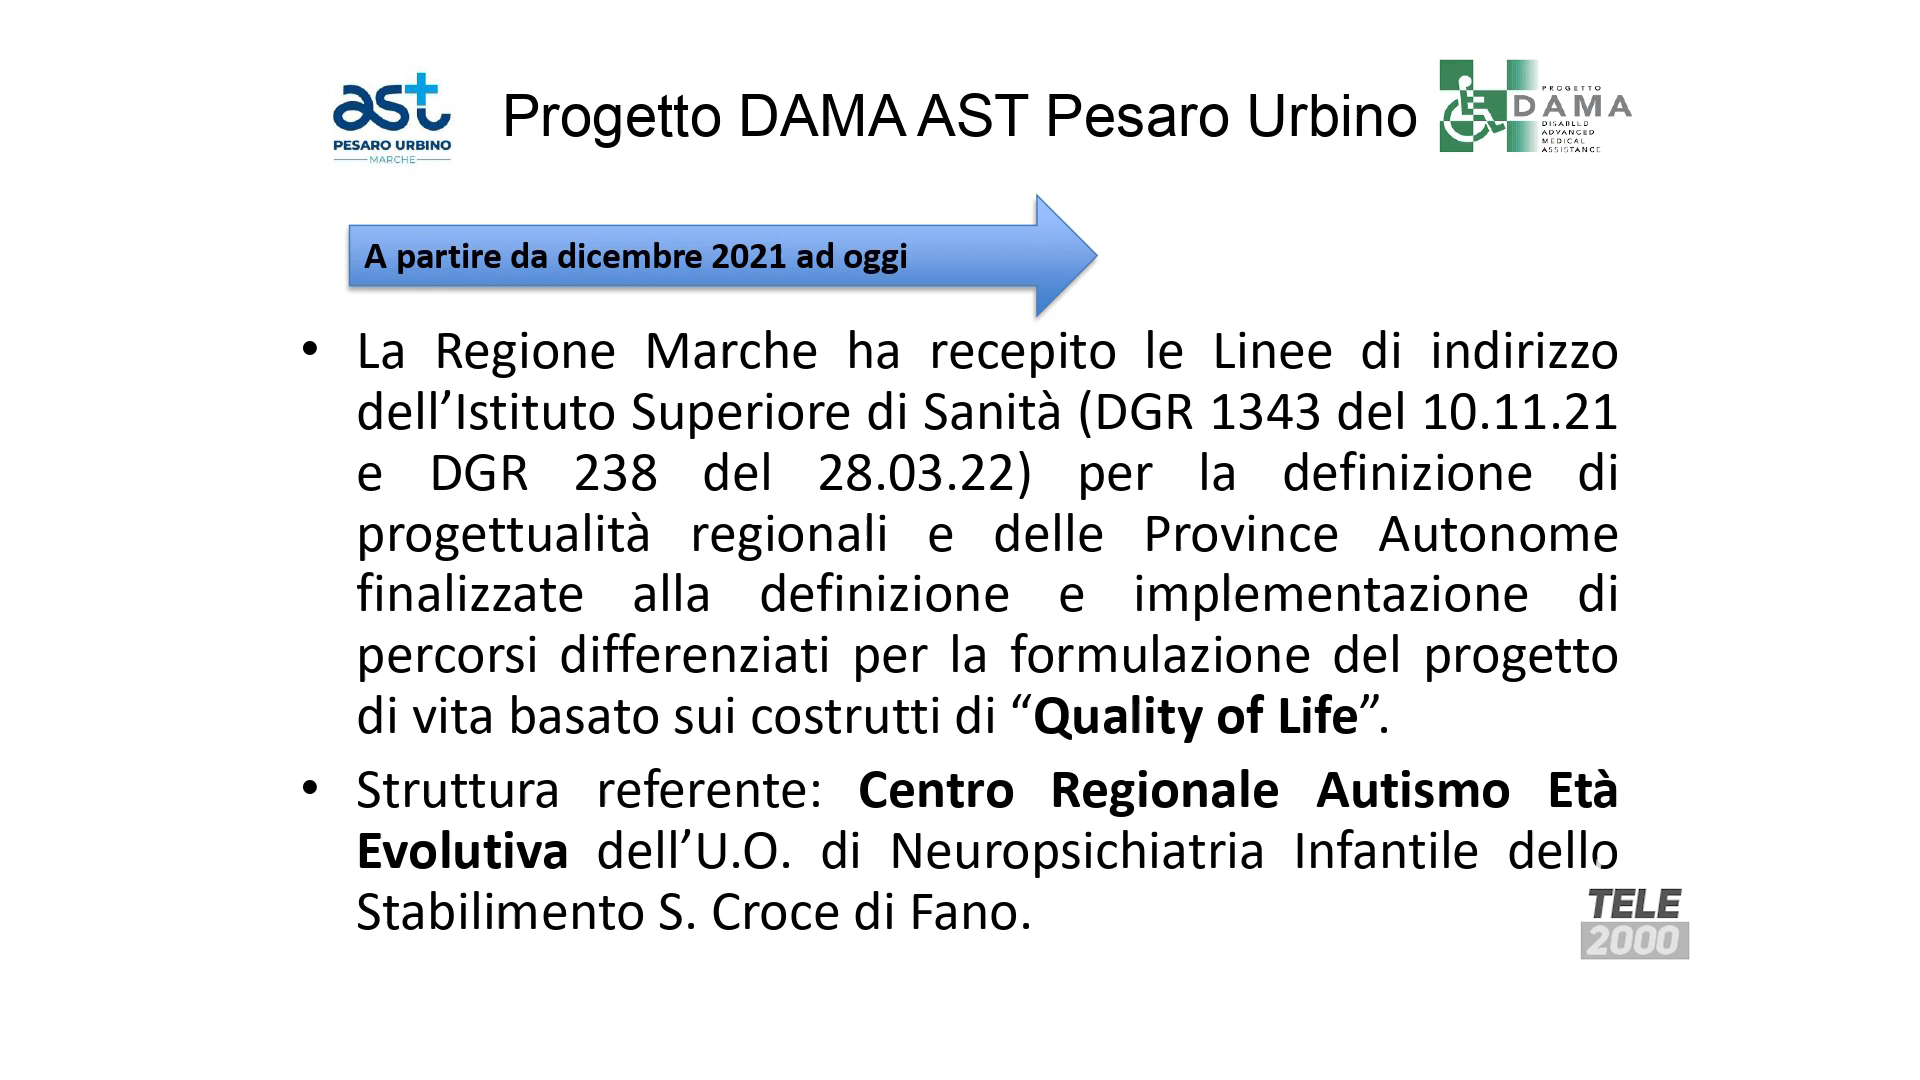 ast
PESARO URBINO
MARCHE
Progetto DAMA AST Pesaro Urbino
PROGETTO
DAMA
DISABLED
ADVANCED
MEDICAL
ASSISTANCE
A partire da dicembre 2021 ad oggi
• La Regione Marche ha recepito le Linee di indirizzo
dell’Istituto Superiore di Sanità (DGR 1343 del 10.11.21
e DGR 238 del 28.03.22) per la definizione di
progettualità regionali e delle Province Autonome
finalizzate alla definizione e implementazione di
percorsi differenziati per la formulazione del progetto
di vita basato sui costrutti di “Quality of Life”.
• Struttura referente: Centro Regionale Autismo Età
Evolutiva dell’U.O. di Neuropsichiatria Infantile dello
Stabilimento S. Croce di Fano.
TELE
2000